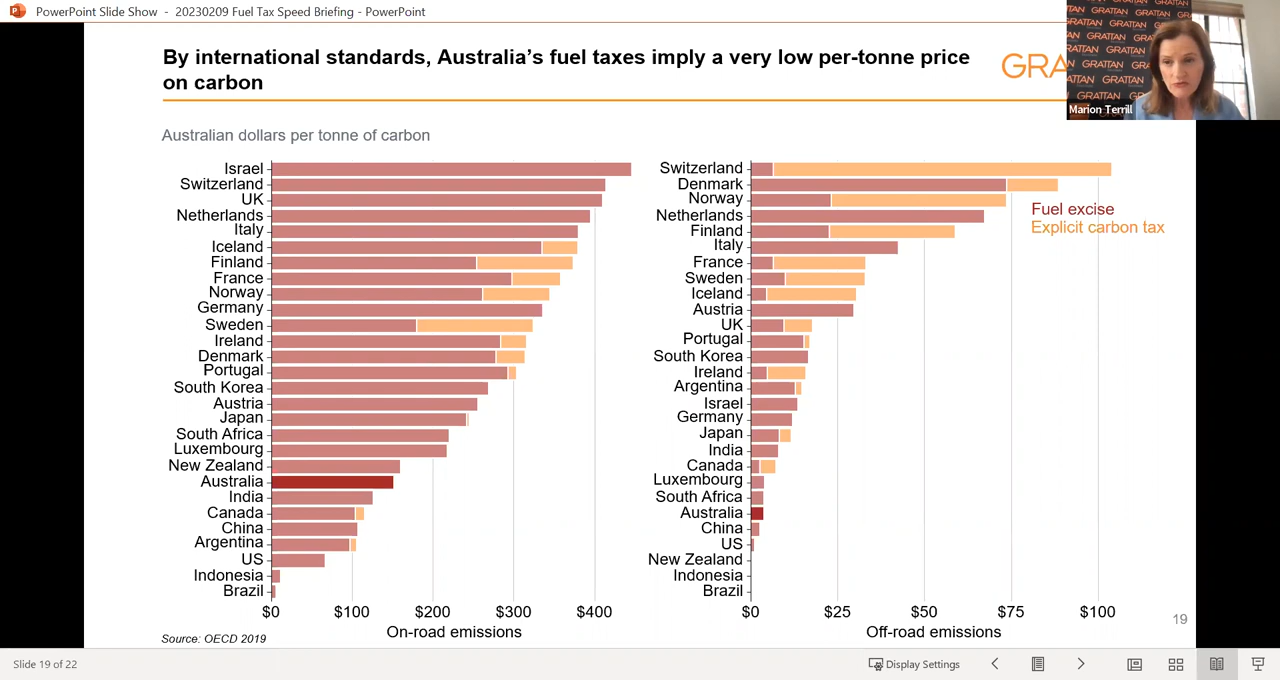 PowerPoint Slide Show - 20230209 Fuel Tax Speed Briefing - PowerPoint
By international standards, Australia's fuel taxes imply a very low per-tonne price
on carbon
GRA
GRATTAN
Marion Terrill
Australian dollars per tonne of carbon
Israel
Switzerland
UK
Netherlands
Italy
Iceland
Finland
France
Norway
Germany
Sweden
Ireland
Denmark
Portugal
South Korea
Austria
Japan
South Africa
Luxembourg
New Zealand
Australia
India
Canada
China
Argentina
US
Indonesia
Brazil
$0 $100 $200 $300 $400
On-road emissions
Switzerland
Denmark
Norway
Netherlands
Finland
Italy
France
Sweden
Iceland
Austria
UK
Portugal
South Korea
Ireland
Argentina
Israel
Germany
Japan
India
Canada
Luxembourg
South Africa
Australia
China
US
New Zealand
Indonesia
Brazil
$0 $25 $50 $75 $100
Off-road emissions
Fuel excise
Explicit carbon tax
19
Source: OECD 2019
Slide 19 of 22
Display Settings